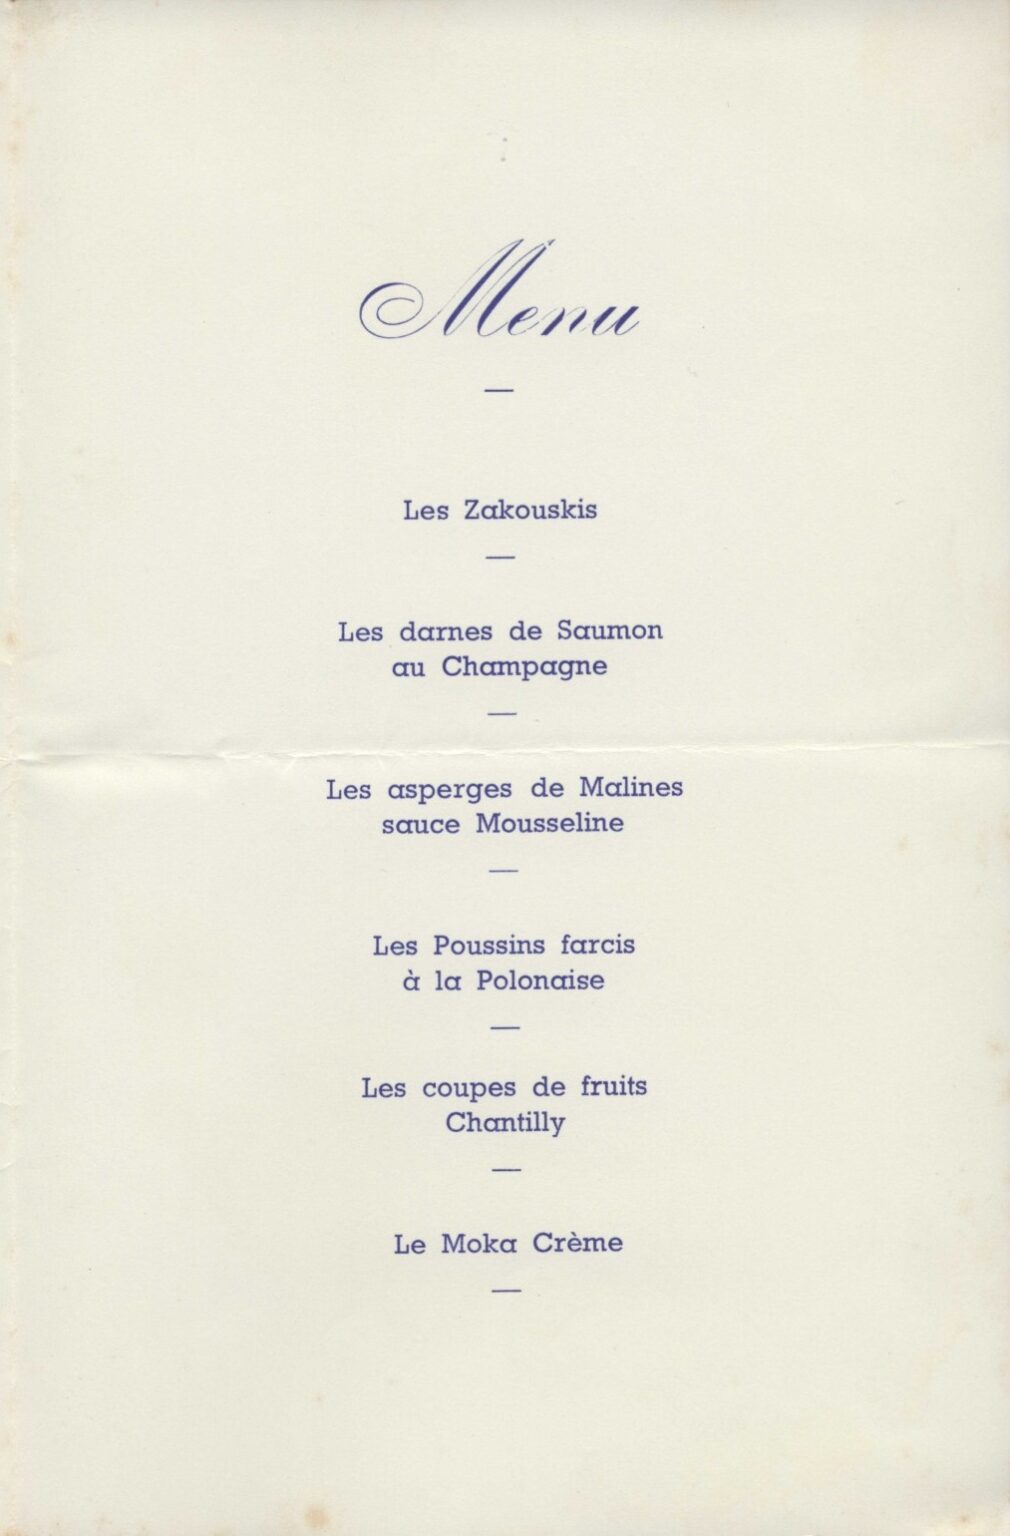 Menu
—
Les Zakouskis
—
Les darnes de Saumon
au Champagne
—
Les asperges de Malines
sauce Mousseline
—
Les Poussins farcis
à la Polonaise
—
Les coupes de fruits
Chantilly
—
Le Moka Crème
—